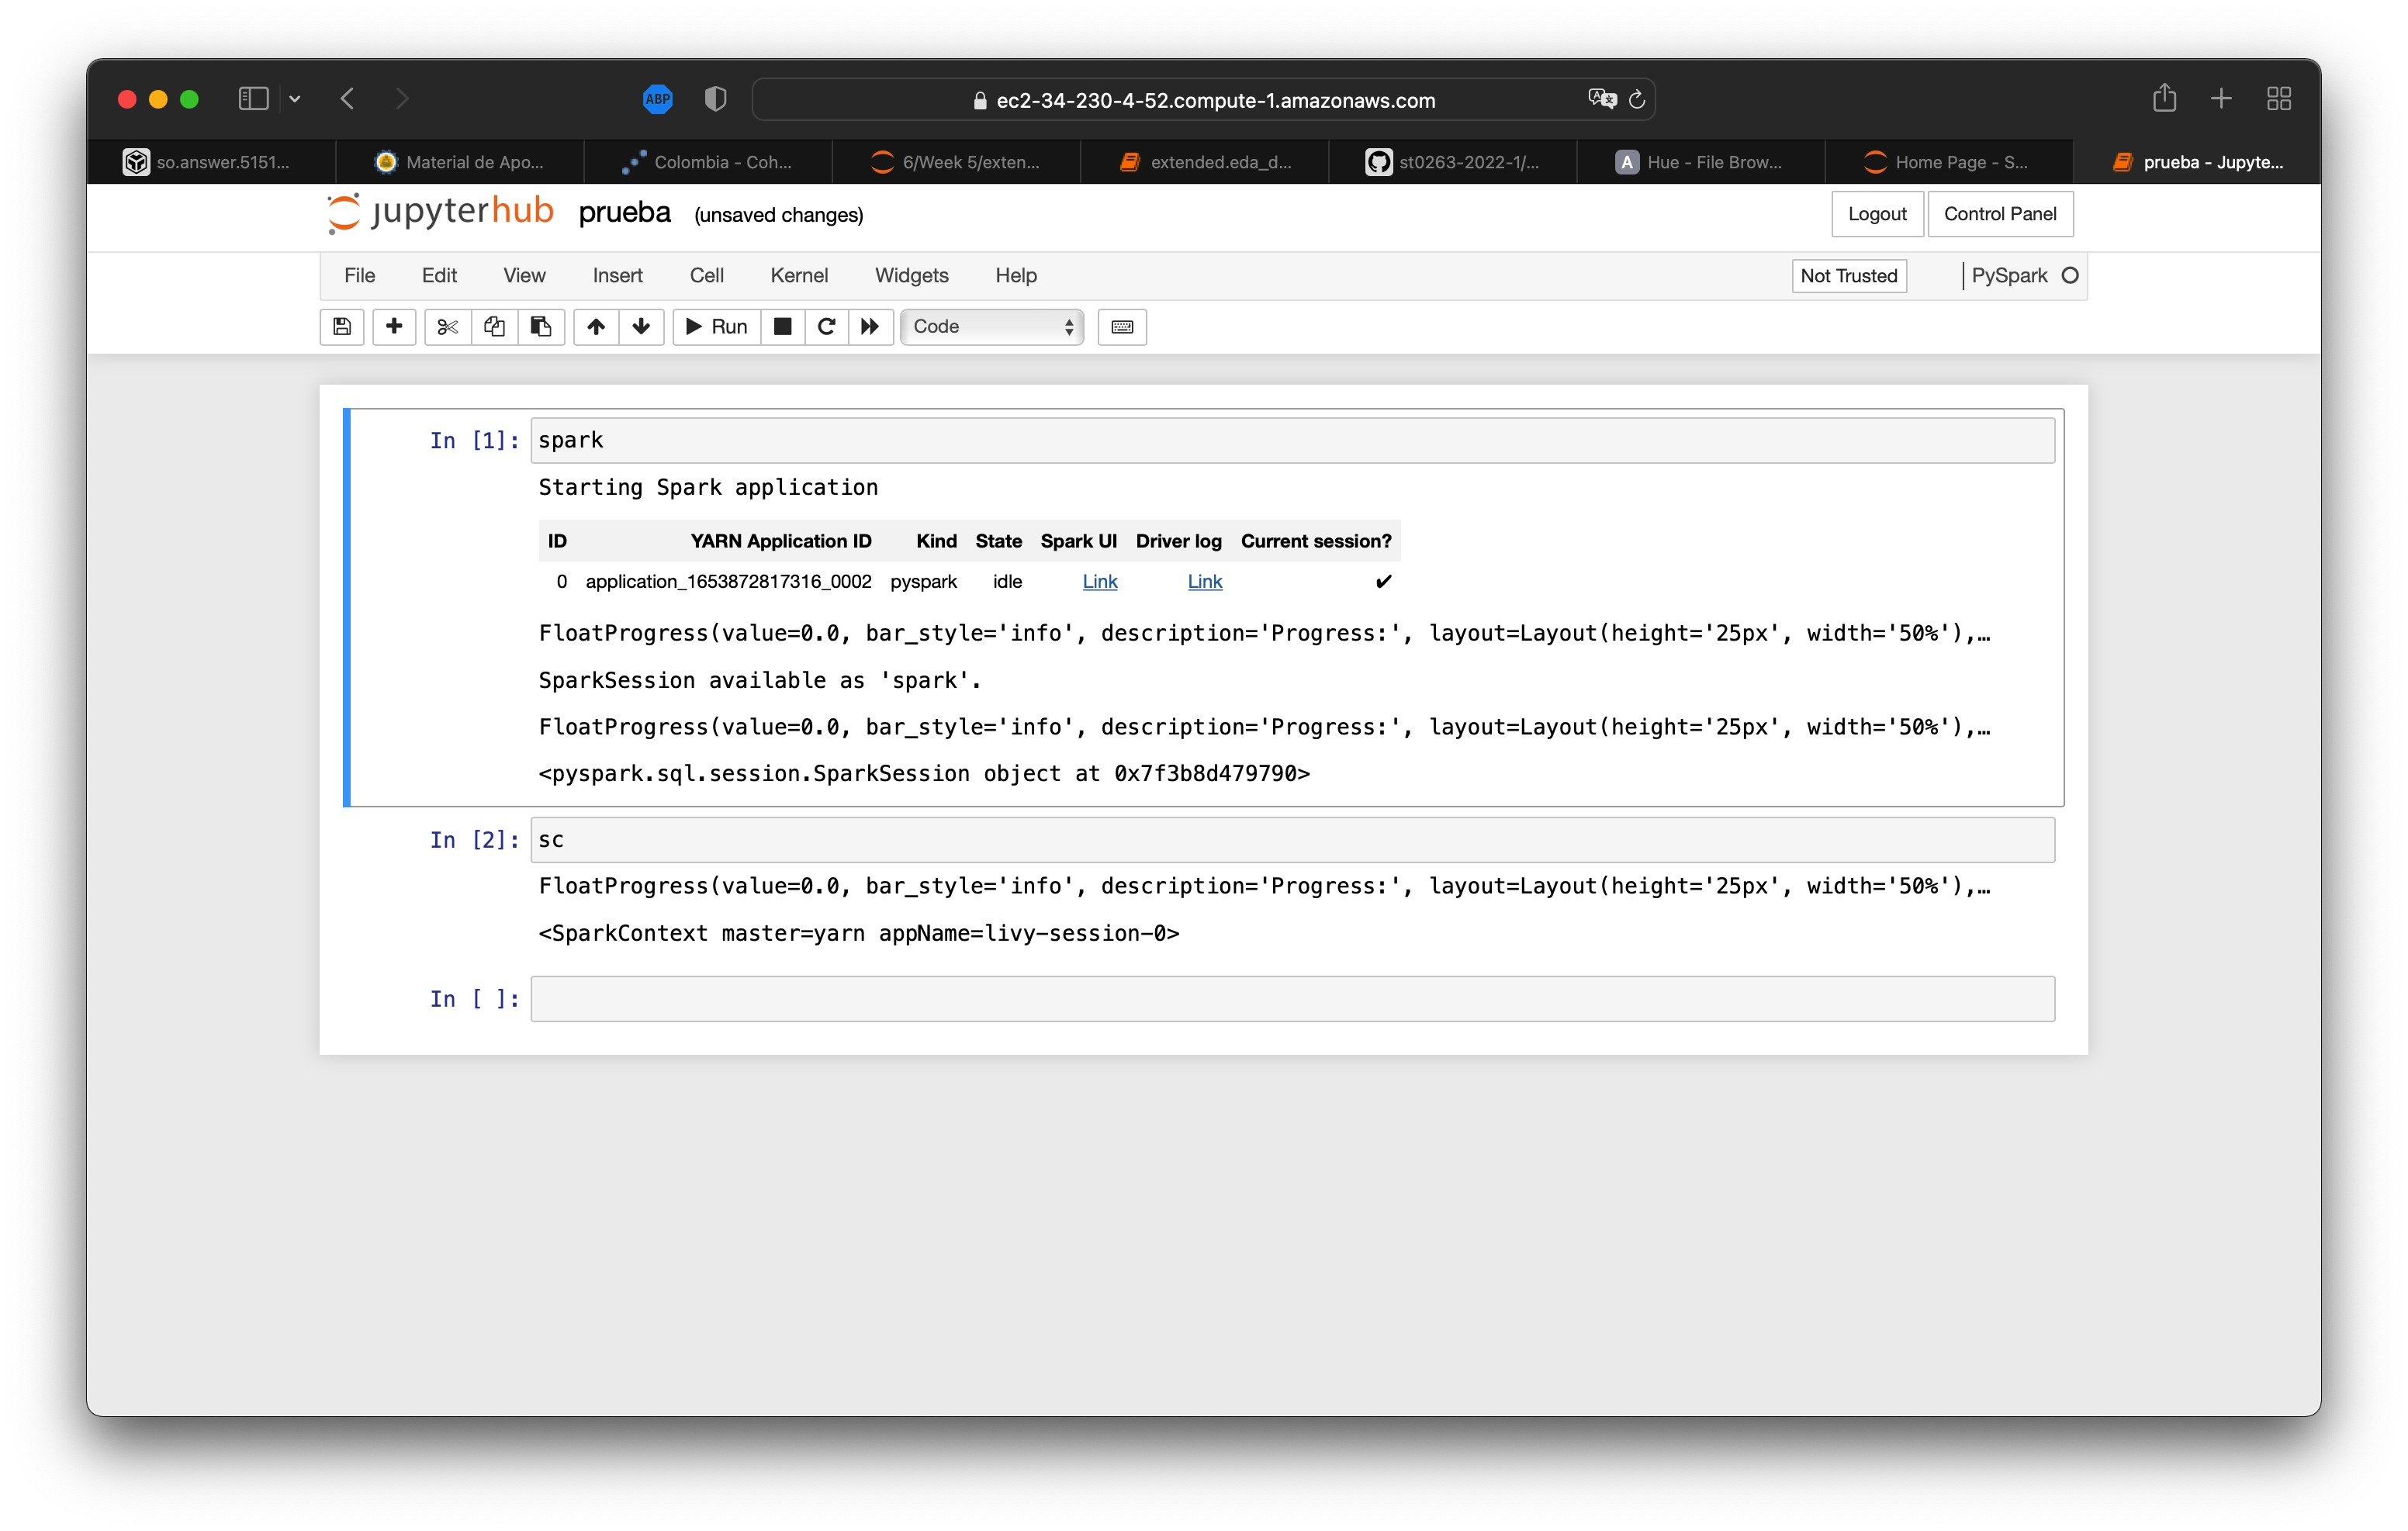 ABP
ec2-34-230-4-52.compute-1.amazonaws.com
so.answer.5151...
Material de Apo...
Colombia - Coh...
6/Week 5/exten...
extended.eda_d...
st0263-2022-1/...
A Hue - File Brow...
Home Page - S...
prueba - Jupyte...
jupyterhub prueba (unsaved changes)
Logout Control Panel
File Edit View Insert Cell Kernel Widgets Help Not Trusted PySpark
Run Code
In [1]: spark
Starting Spark application
ID YARN Application ID Kind State Spark UI Driver log Current session?
0 application_1653872817316_0002 pyspark idle Link Link ✔
FloatProgress(value=0.0, bar_style='info', description='Progress:', layout=Layout(height='25px', width='50%'),…
SparkSession available as 'spark'.
FloatProgress(value=0.0, bar_style='info', description='Progress:', layout=Layout(height='25px', width='50%'),…
<pyspark.sql.session.SparkSession object at 0x7f3b8d479790>
In [2]: sc
FloatProgress(value=0.0, bar_style='info', description='Progress:', layout=Layout(height='25px', width='50%'),…
<SparkContext master=yarn appName=livy-session-0>
In [ ]: